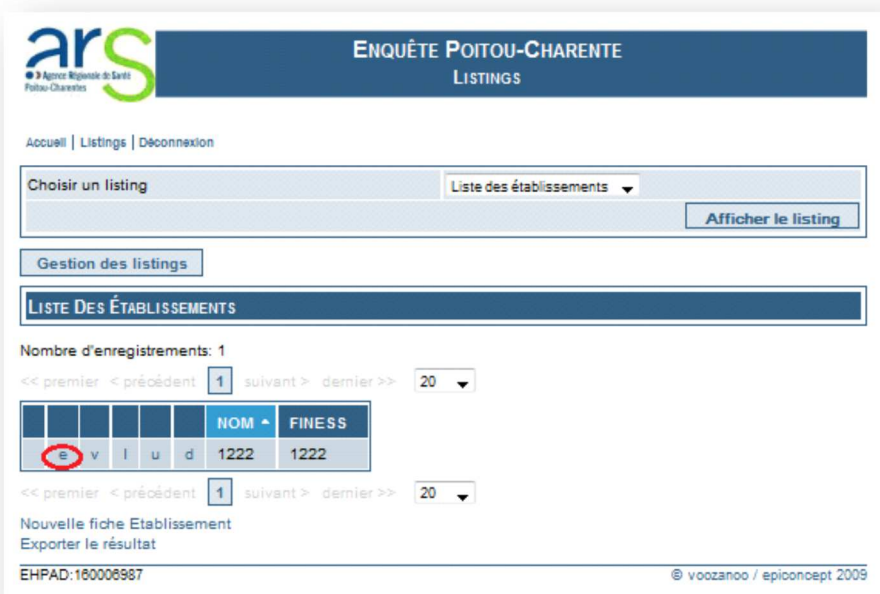 ars
Agence Régionale de Santé
Poitou-Charentes
ENQUÊTE POITOU-CHARENTE
LISTINGS
Accueil | Listings | Déconnexion
Choisir un listing Liste des établissements
Afficher le listing
Gestion des listings
LISTE DES ÉTABLISSEMENTS
Nombre d'enregistrements: 1
<< premier < précédent 1 suivant > dernier >> 20
NOM FINESS
e v l u d 1222 1222
<< premier < précédent 1 suivant > dernier >> 20
Nouvelle fiche Etablissement
Exporter le résultat
EHPAD:160006987 © voozanoo / epiconcept 2009